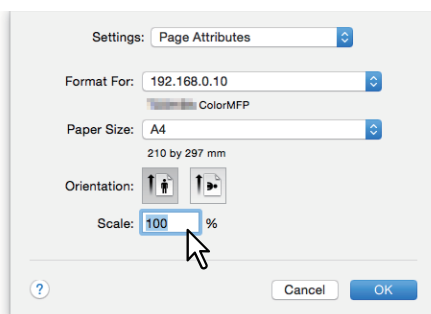 Settings: Page Attributes
Format For: 192.168.0.10
ColorMFP
Paper Size: A4
210 by 297 mm
Orientation:
Scale: 100 %
? Cancel OK